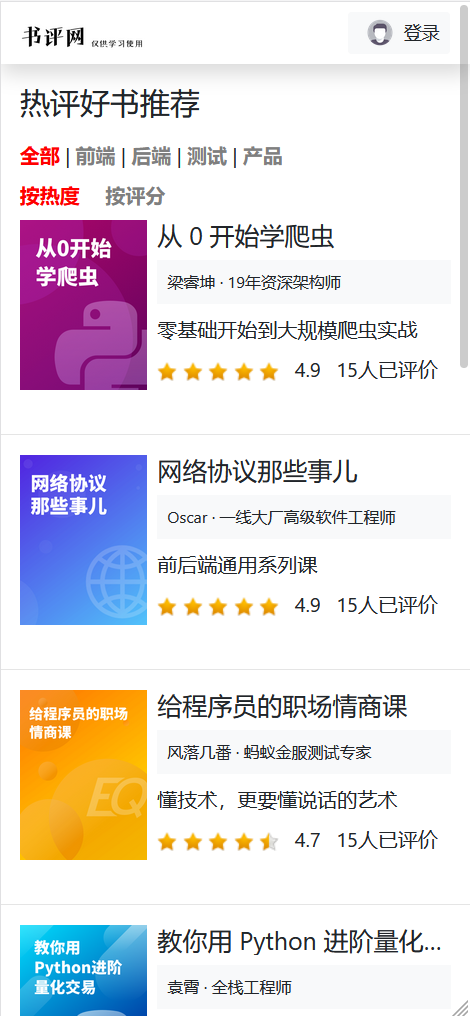 书评网 仅供学习使用
登录
热评好书推荐
全部 | 前端 | 后端 | 测试 | 产品
按热度 按评分
从0开始
学爬虫
从 0 开始学爬虫
梁睿坤 · 19年资深架构师
零基础开始到大规模爬虫实战
4.9 15人已评价
网络协议
那些事儿
网络协议那些事儿
Oscar · 一线大厂高级软件工程师
前后端通用系列课
4.9 15人已评价
给程序员的职场
情商课
EQ
给程序员的职场情商课
风落几番 · 蚂蚁金服测试专家
懂技术，更要懂说话的艺术
4.7 15人已评价
教你用
Python进阶
量化交易
教你用 Python 进阶量化...
袁霄 · 全栈工程师